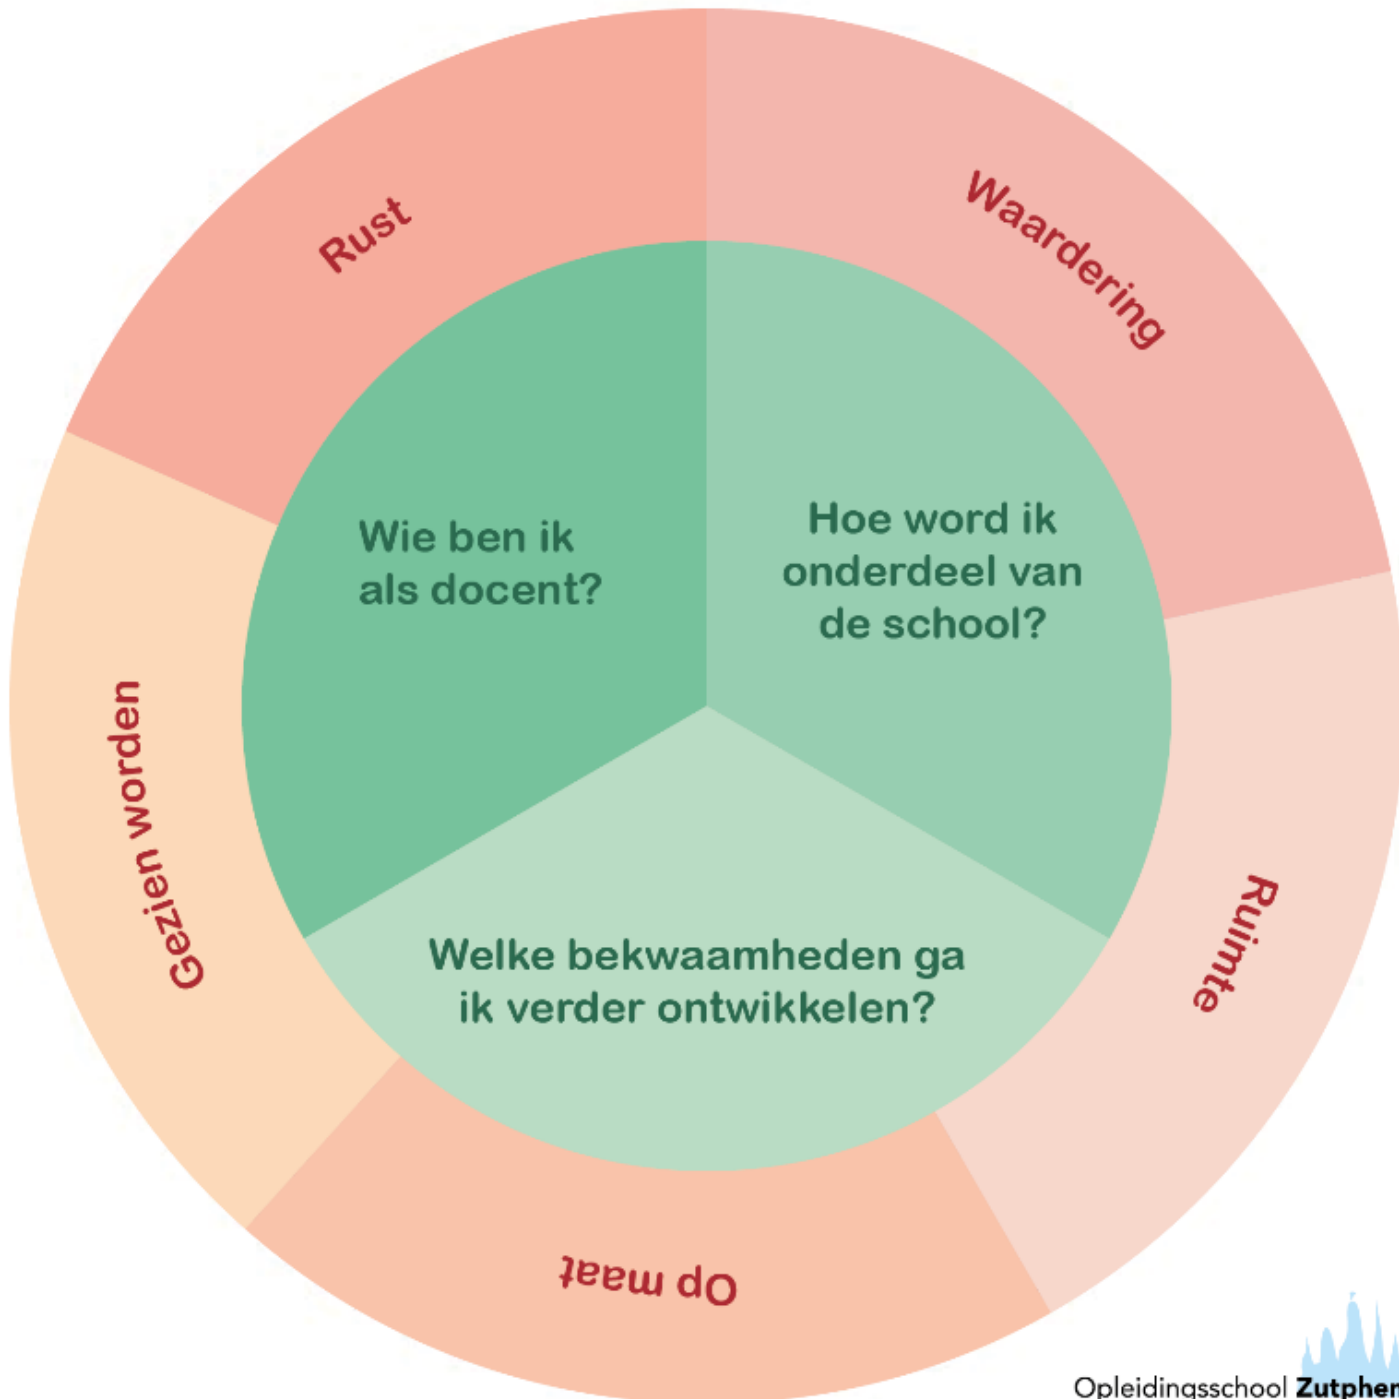 Rust
Waardering
Wie ben ik
als docent?
Hoe word ik
onderdeel van
de school?
Gezien worden
Ruimte
Welke bekwaamheden ga
ik verder ontwikkelen?
Op maat
Opleidingsschool Zutphen